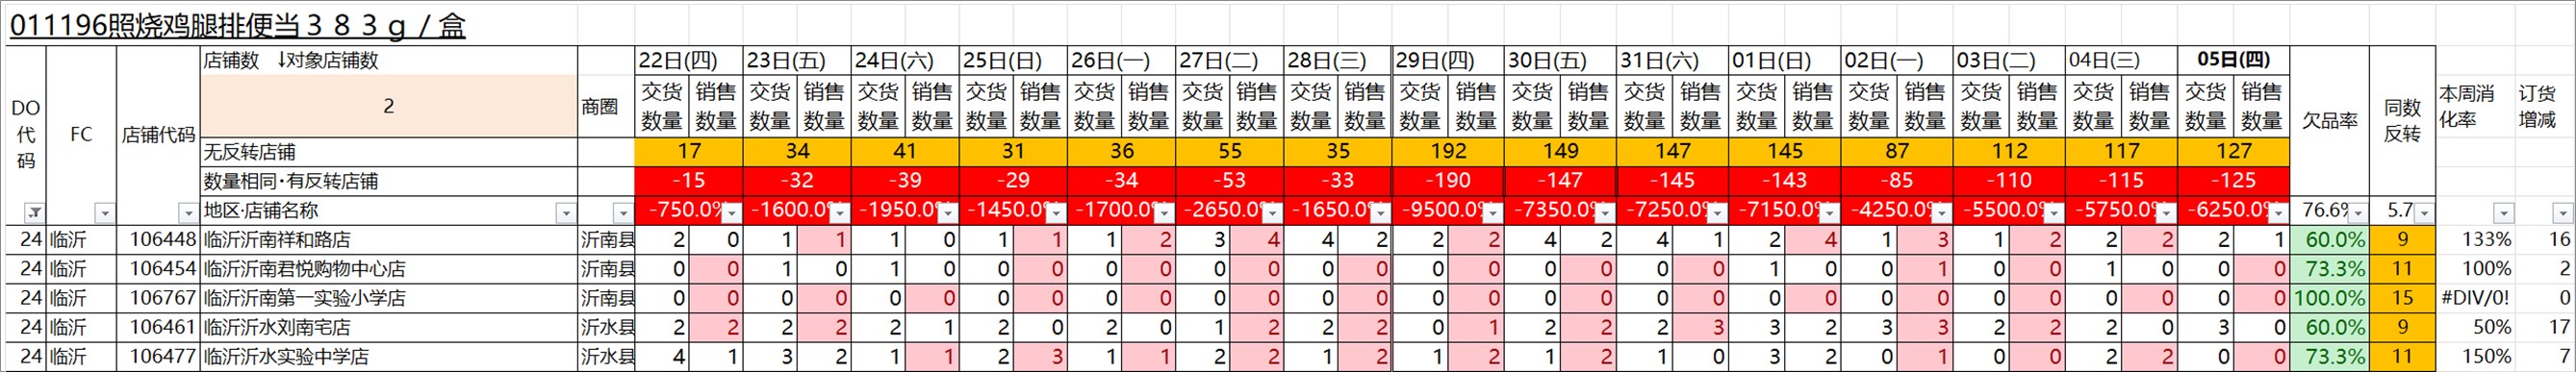 011196照烧鸡腿排便当３８３ｇ／盒
DO代码 FC 店铺代码 店铺数 ↓对象店铺数 商圈 22日(四) 23日(五) 24日(六) 25日(日) 26日(一) 27日(二) 28日(三) 29日(四) 30日(五) 31日(六) 01日(日) 02日(一) 03日(二) 04日(三) 05日(四) 欠品率 同数反转 本周消化率 订货增减
2 交货数量 销售数量 交货数量 销售数量 交货数量 销售数量 交货数量 销售数量 交货数量 销售数量 交货数量 销售数量 交货数量 销售数量 交货数量 销售数量 交货数量 销售数量 交货数量 销售数量 交货数量 销售数量 交货数量 销售数量 交货数量 销售数量 交货数量 销售数量 交货数量 销售数量
无反转店铺 17 34 41 31 36 55 35 192 149 147 145 87 112 117 127
数量相同·有反转店铺 -15 -32 -39 -29 -34 -53 -33 -190 -147 -145 -143 -85 -110 -115 -125
地区·店铺名称 -750.0% -1600.0% -1950.0% -1450.0% -1700.0% -2650.0% -1650.0% -9500.0% -7350.0% -7250.0% -7150.0% -4250.0% -5500.0% -5750.0% -6250.0% 76.6% 5.7
24 临沂 106448 临沂沂南祥和路店 沂南县 2 0 1 1 1 0 1 1 1 2 3 4 4 2 2 2 4 2 4 1 2 4 1 3 1 2 2 2 2 1 60.0% 9 133% 16
24 临沂 106454 临沂沂南君悦购物中心店 沂南县 0 0 1 0 1 0 0 0 0 0 0 0 0 0 0 0 0 0 0 0 1 0 0 1 0 0 1 0 0 0 73.3% 11 100% 2
24 临沂 106767 临沂沂南第一实验小学店 沂南县 0 0 0 0 0 0 0 0 0 0 0 0 0 0 0 0 0 0 0 0 0 0 0 0 0 0 0 0 0 0 100.0% 15 #DIV/0! 0
24 临沂 106461 临沂沂水刘南宅店 沂水县 2 2 2 2 2 1 2 0 2 0 1 2 2 2 0 1 2 2 2 3 3 2 3 3 2 2 2 0 3 0 60.0% 9 50% 17
24 临沂 106477 临沂沂水实验中学店 沂水县 4 1 3 2 1 1 2 3 1 1 2 2 1 2 1 2 1 2 1 0 3 2 0 1 0 0 2 2 0 0 73.3% 11 150% 7